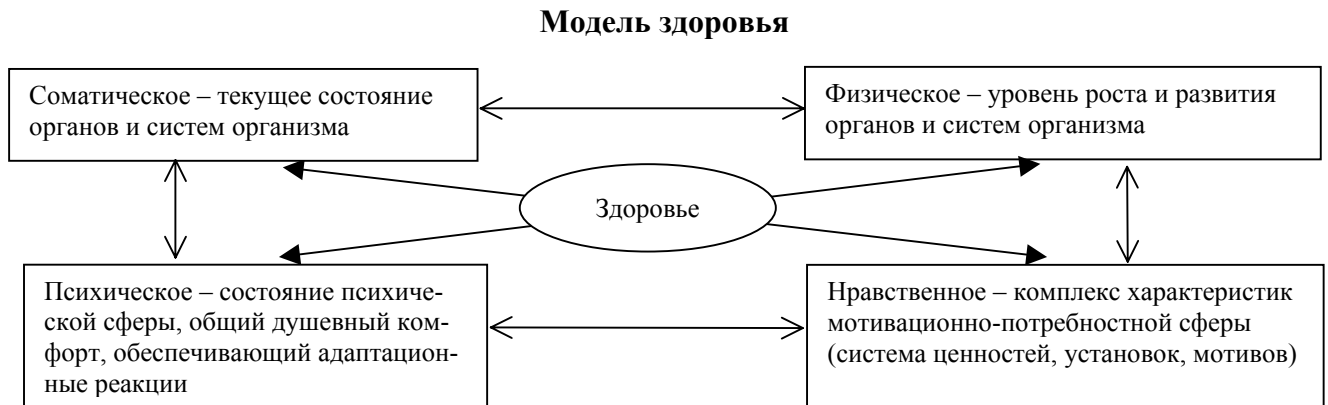 Модель здоровья
Соматическое – текущее состояние
органов и систем организма
Физическое – уровень роста и развития
органов и систем организма
Здоровье
Психическое – состояние психиче-
ской сферы, общий душевный ком-
форт, обеспечивающий адаптацион-
ные реакции
Нравственное – комплекс характеристик
мотивационно-потребностной сферы
(система ценностей, установок, мотивов)